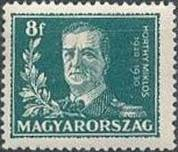 8f
HORTHY MIKLÓS
1920 1930
MAGYARORSZÁG